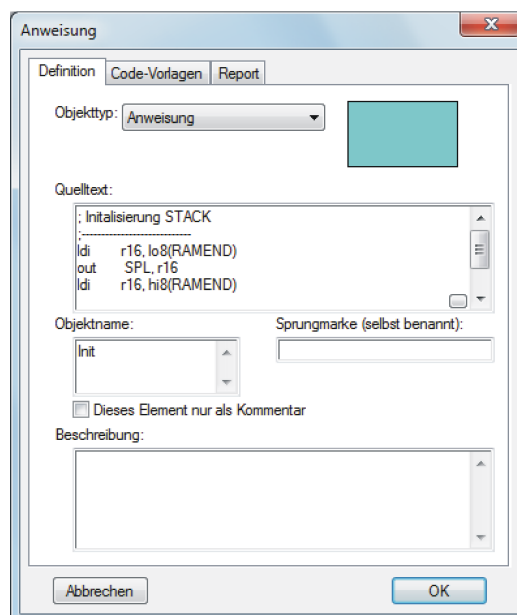 Anweisung
Definition Code-Vorlagen Report
Objekttyp: Anweisung
Quelltext:
; Initalisierung STACK
;----------------------------
ldi r16, lo8(RAMEND)
out SPL, r16
ldi r16, hi8(RAMEND)
Objektname: Sprungmarke (selbst benannt):
Init
Dieses Element nur als Kommentar
Beschreibung:
Abbrechen OK